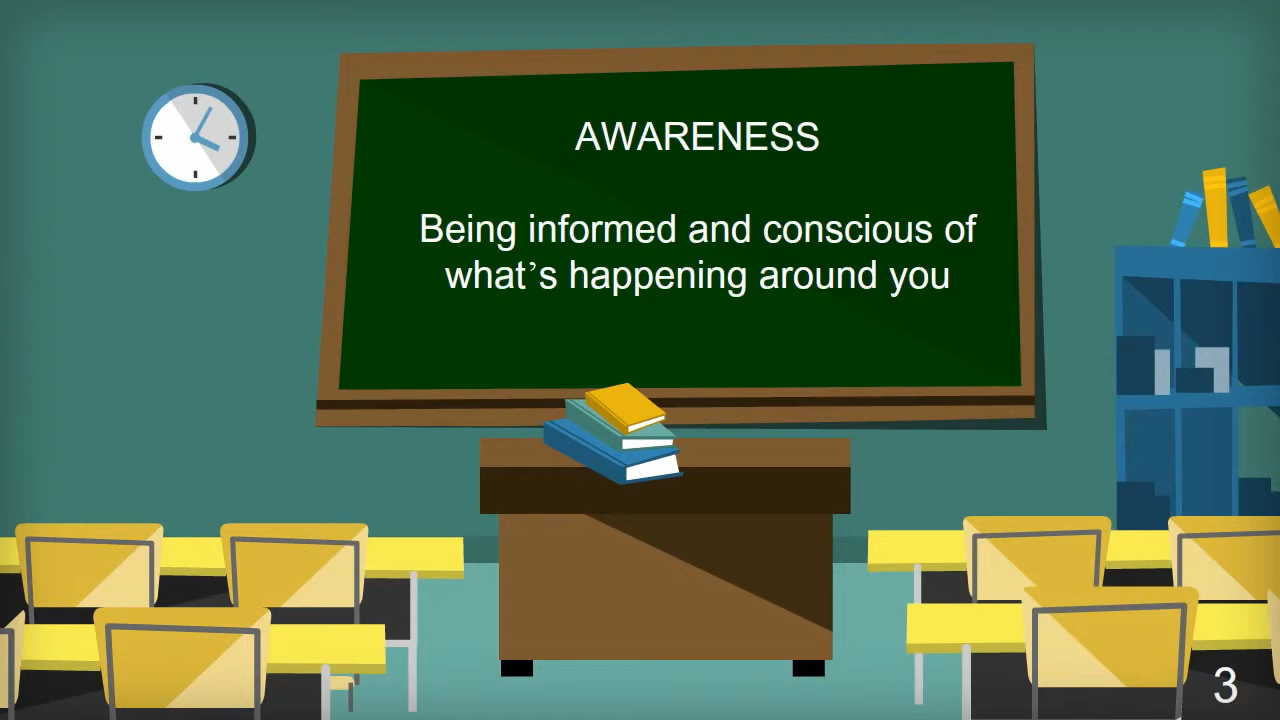 AWARENESS
Being informed and conscious of
what’s happening around you
3